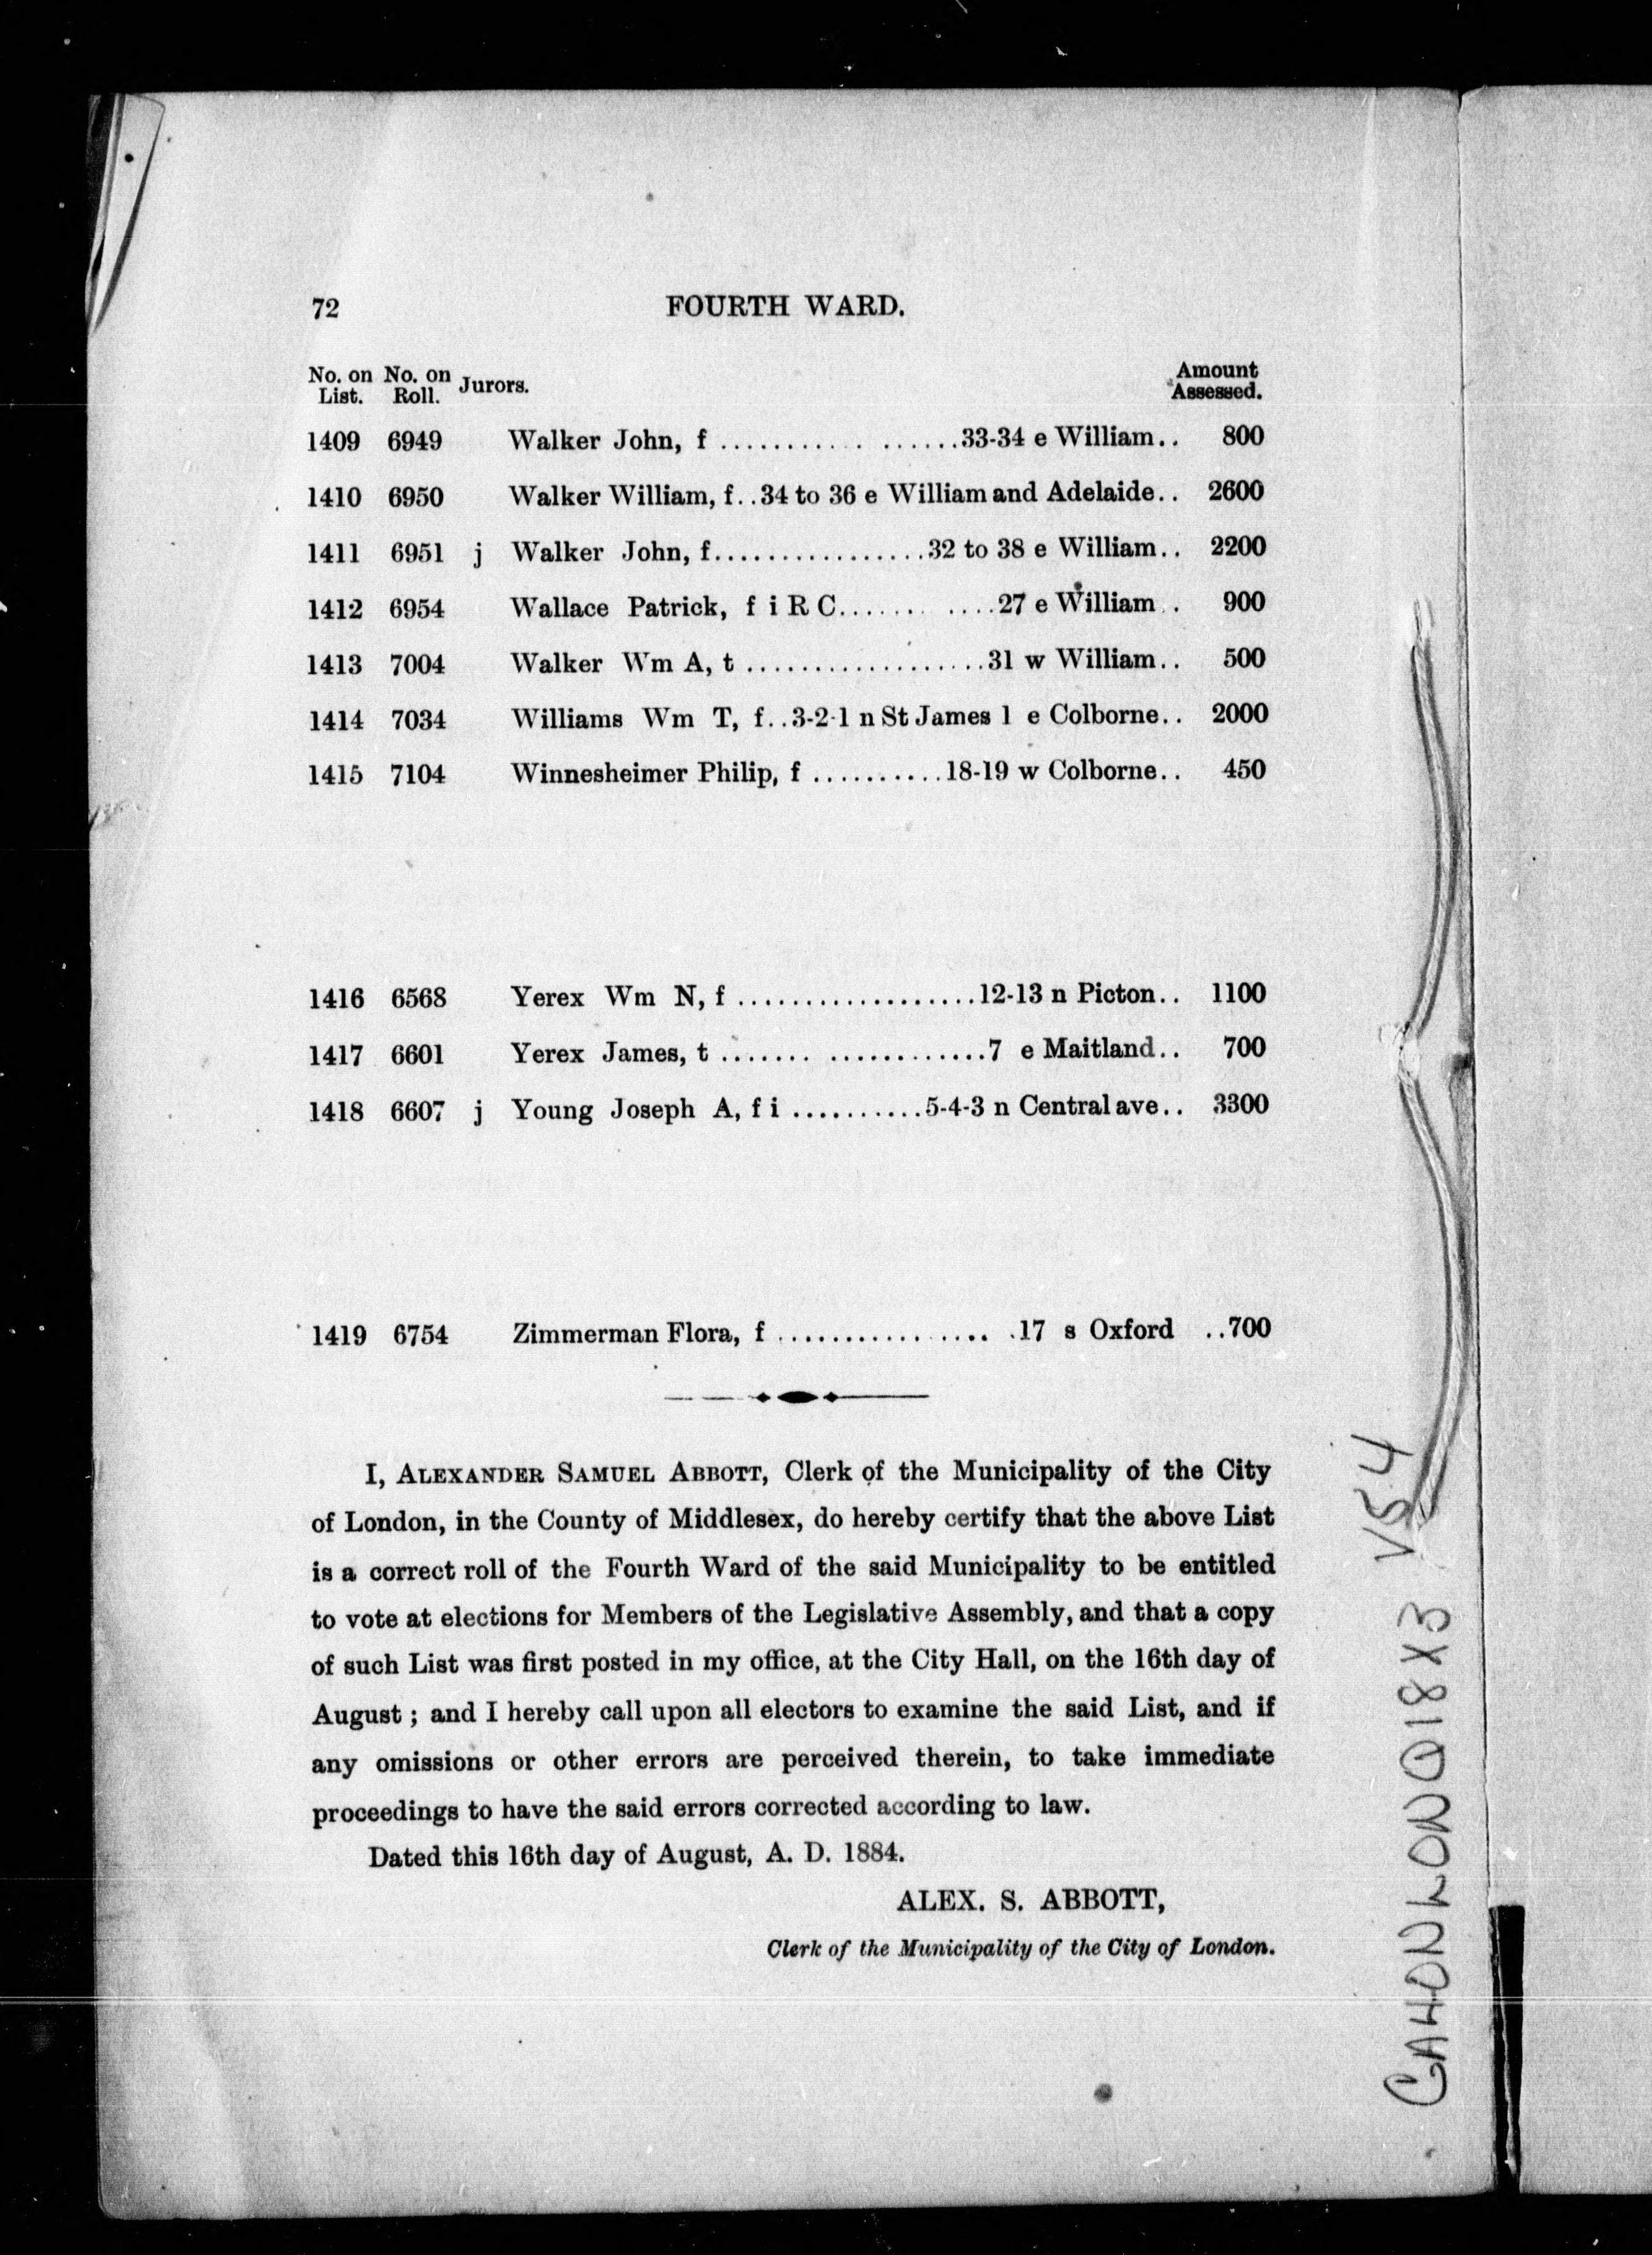 72 FOURTH WARD.
No. on List. No. on Roll. Jurors. Amount Assessed.
1409 6949 Walker John, f ........... ......33-34 e William.. 800
1410 6950 Walker William, f..34 to 36 e William and Adelaide.. 2600
1411 6951 j Walker John, f................32 to 38 e William.. 2200
1412 6954 Wallace Patrick, f i R C...... ....27 e William . . 900
1413 7004 Walker Wm A, t ..................31 w William.. 500
1414 7034 Williams Wm T, f..3-2-1 n St James 1 e Colborne.. 2000
1415 7104 Winnesheimer Philip, f ..........18-19 w Colborne.. 450
1416 6568 Yerex Wm N, f ..................12-13 n Picton.. 1100
1417 6601 Yerex James, t ....... ............7 e Maitland.. 700
1418 6607 j Young Joseph A, f i ..........5-4-3 n Central ave.. 3300
1419 6754 Zimmerman Flora, f ................ .17 s Oxford ..700
I, ALEXANDER SAMUEL ABBOTT, Clerk of the Municipality of the City
of London, in the County of Middlesex, do hereby certify that the above List
is a correct roll of the Fourth Ward of the said Municipality to be entitled
to vote at elections for Members of the Legislative Assembly, and that a copy
of such List was first posted in my office, at the City Hall, on the 16th day of
August ; and I hereby call upon all electors to examine the said List, and if
any omissions or other errors are perceived therein, to take immediate
proceedings to have the said errors corrected according to law.
Dated this 16th day of August, A. D. 1884.
ALEX. S. ABBOTT,
Clerk of the Municipality of the City of London.